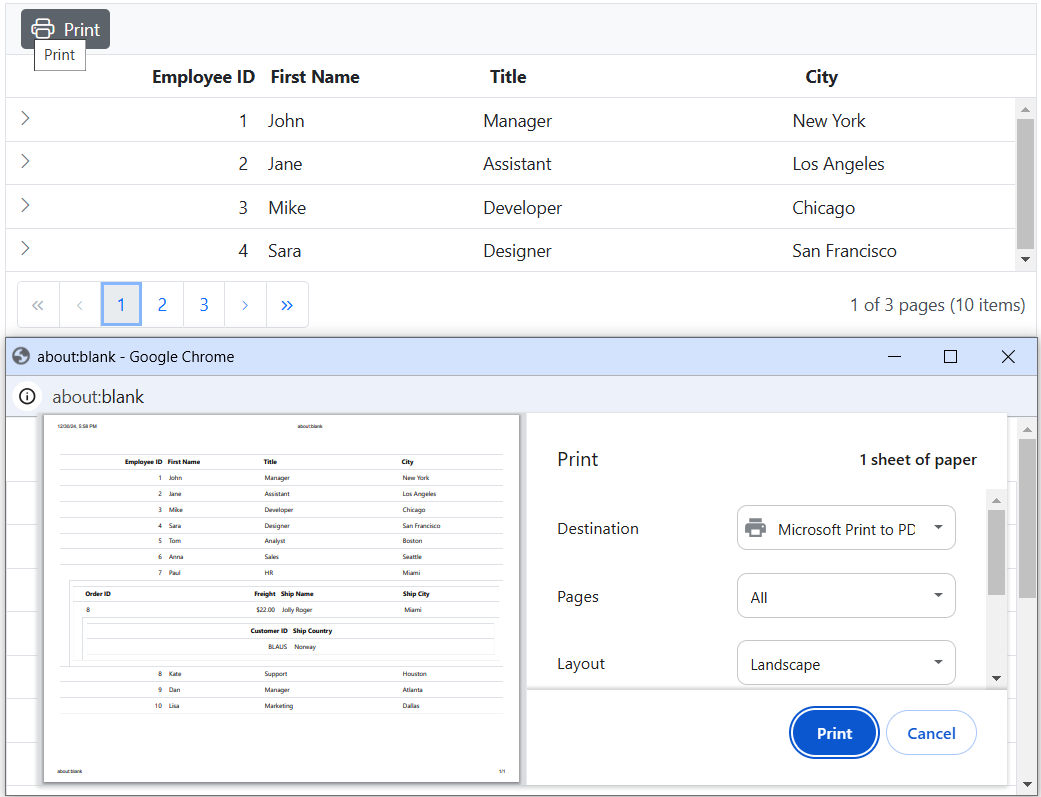 Print
Print
Employee ID First Name Title City
1 John Manager New York
2 Jane Assistant Los Angeles
3 Mike Developer Chicago
4 Sara Designer San Francisco
« ‹ 1 2 3 › » 1 of 3 pages (10 items)
about:blank - Google Chrome
about:blank
12/30/24, 5:58 PM about:blank
Employee ID First Name Title City
1 John Manager New York
2 Jane Assistant Los Angeles
3 Mike Developer Chicago
4 Sara Designer San Francisco
5 Tom Analyst Boston
6 Anna Sales Seattle
7 Paul HR Miami
Order ID Freight Ship Name Ship City
8 $22.00 Jolly Roger Miami
Customer ID Ship Country
BLAUS Norway
8 Kate Support Houston
9 Dan Manager Atlanta
10 Lisa Marketing Dallas
about:blank 1/1
Print 1 sheet of paper
Destination Microsoft Print to PD
Pages All
Layout Landscape
Print Cancel